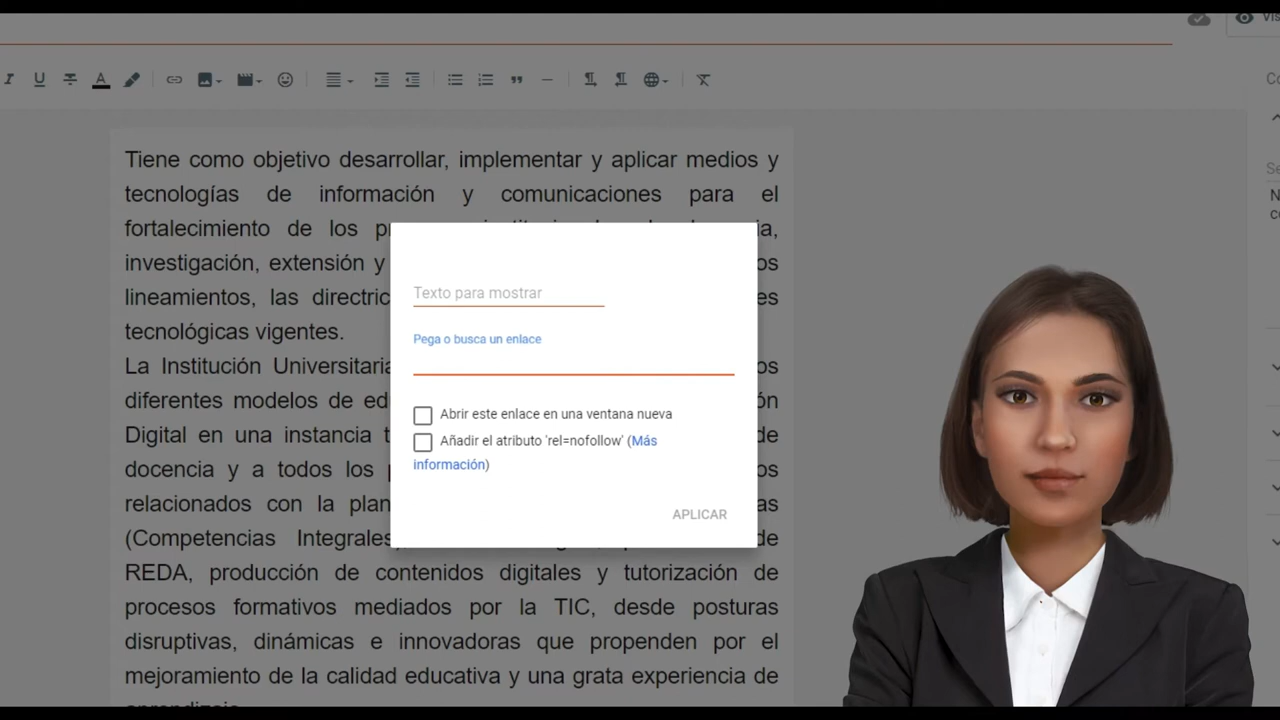 Vis
Co
Tiene como objetivo desarrollar, implementar y aplicar medios y
tecnologías de información y comunicaciones para el
fortalecimiento de los
investigación, extensión y
lineamientos, las
tecnológicas vigentes.
La Institución Universitaria
diferentes modelos de
Digital en una instancia
docencia y a todos los
relacionados con la
(Competencias Integrales)
REDA, producción de contenidos digitales y tutorización de
procesos formativos mediados por la TIC, desde posturas
disruptivas, dinámicas e innovadoras que propenden por el
mejoramiento de la calidad educativa y una grata experiencia de
Texto para mostrar
Pega o busca un enlace
Abrir este enlace en una ventana nueva
Añadir el atributo 'rel=nofollow' (Más
información)
APLICAR